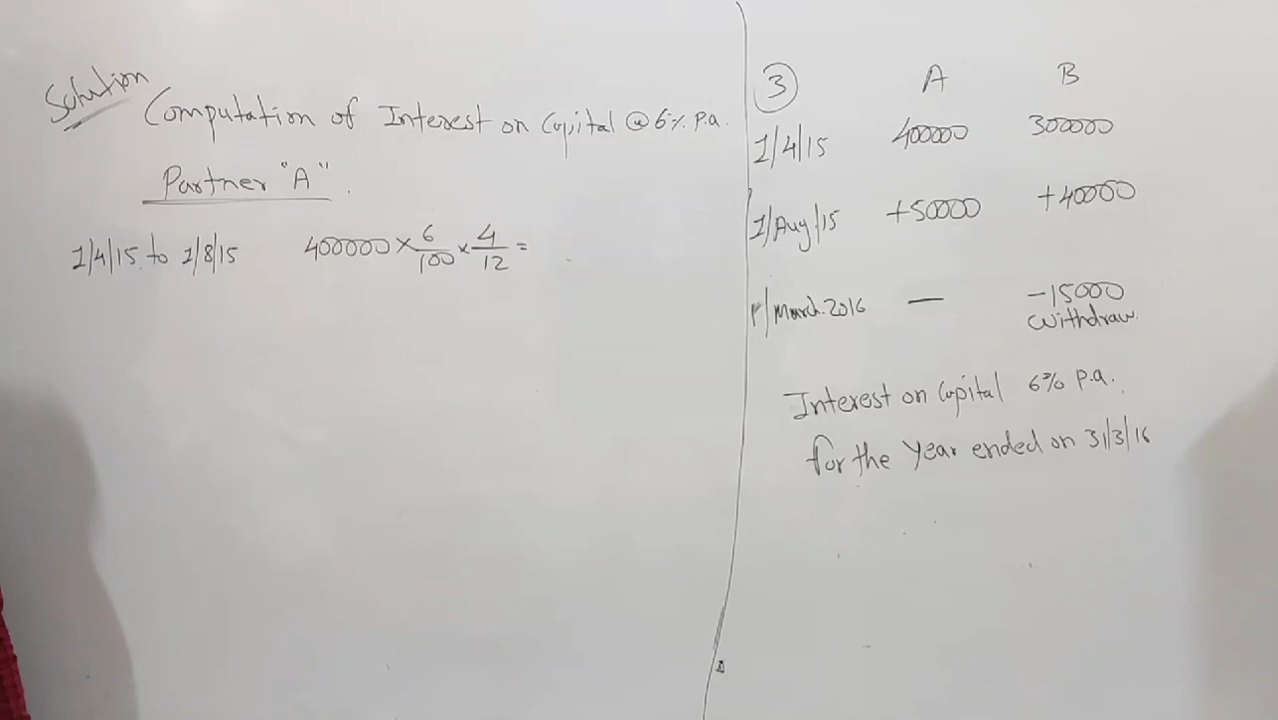 Solution
Computation of Interest on Capital @ 6% P.a.
Partner "A".
1/4/15 to 1/8/15 400000 × 6/100 × 4/12 =
3 A B
1/4/15 400000 300000
1/Aug/15 +50000 +40000
1/March.2016 — -15000
Withdraw.
Interest on Capital 6% p.a.
for the year ended on 31/3/16